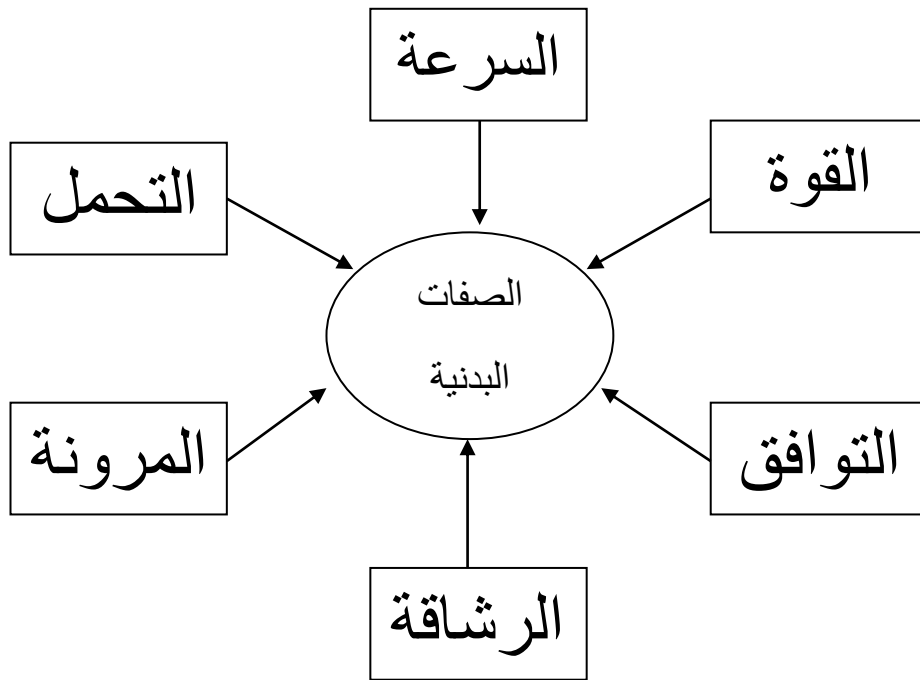 السرعة
القوة
التحمل
الصفات
البدنية
التوافق
المرونة
الرشاقة